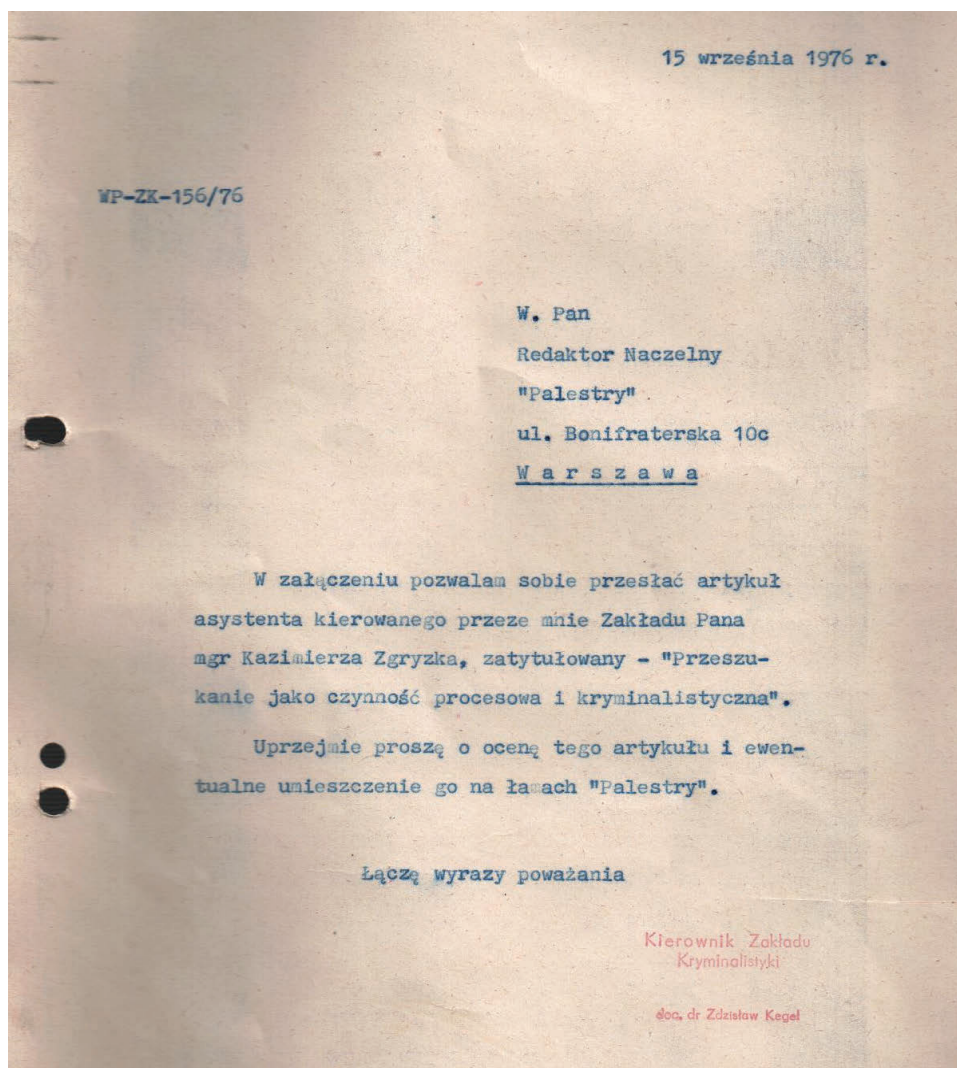 15 września 1976 r.
WP-ZK-156/76
W. Pan
Redaktor Naczelny
"Palestry"
ul. Bonifraterska 10c
W a r s z a w a
W załączeniu pozwalam sobie przesłać artykuł
asystenta kierowanego przeze mnie Zakładu Pana
mgr Kazimierza Zgryzka, zatytułowany - "Przeszu-
kanie jako czynność procesowa i kryminalistyczna".
Uprzejmie proszę o ocenę tego artykułu i ewen-
tualne umieszczenie go na łamach "Palestry".
Łączę wyrazy poważania
Kierownik Zakładu
Kryminalistyki
doc. dr Zdzisław Kegel